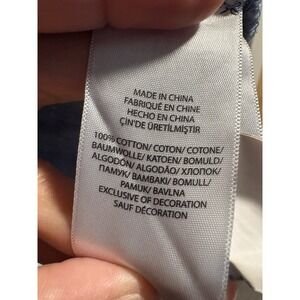 MADE IN CHINA
FABRIQUÉ EN CHINE
HECHO EN CHINA
ÇİN'DE ÜRETİLMİŞTİR
100% COTTON/ COTON/ COTONE/
BAUMWOLLE/ KATOEN/ BOMULD/
ALGODÓN/ ALGODÃO/ ХЛОПОК/
ПАМУК/ BAMBAKI/ BOMULL/
PAMUK/ BAVLNA
EXCLUSIVE OF DECORATION
SAUF DÉCORATION